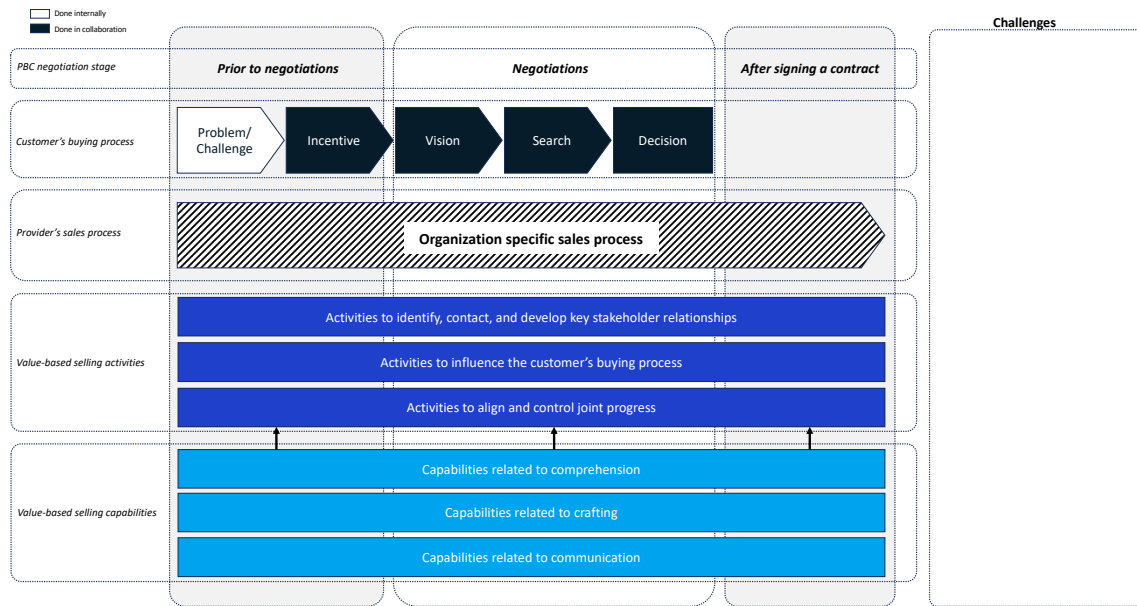 Done internally
Done in collaboration
Challenges
PBC negotiation stage
Prior to negotiations
Negotiations
After signing a contract
Customer’s buying process
Problem/
Challenge
Incentive
Vision
Search
Decision
Provider’s sales process
Organization specific sales process
Activities to identify, contact, and develop key stakeholder relationships
Value-based selling activities
Activities to influence the customer’s buying process
Activities to align and control joint progress
Capabilities related to comprehension
Value-based selling capabilities
Capabilities related to crafting
Capabilities related to communication